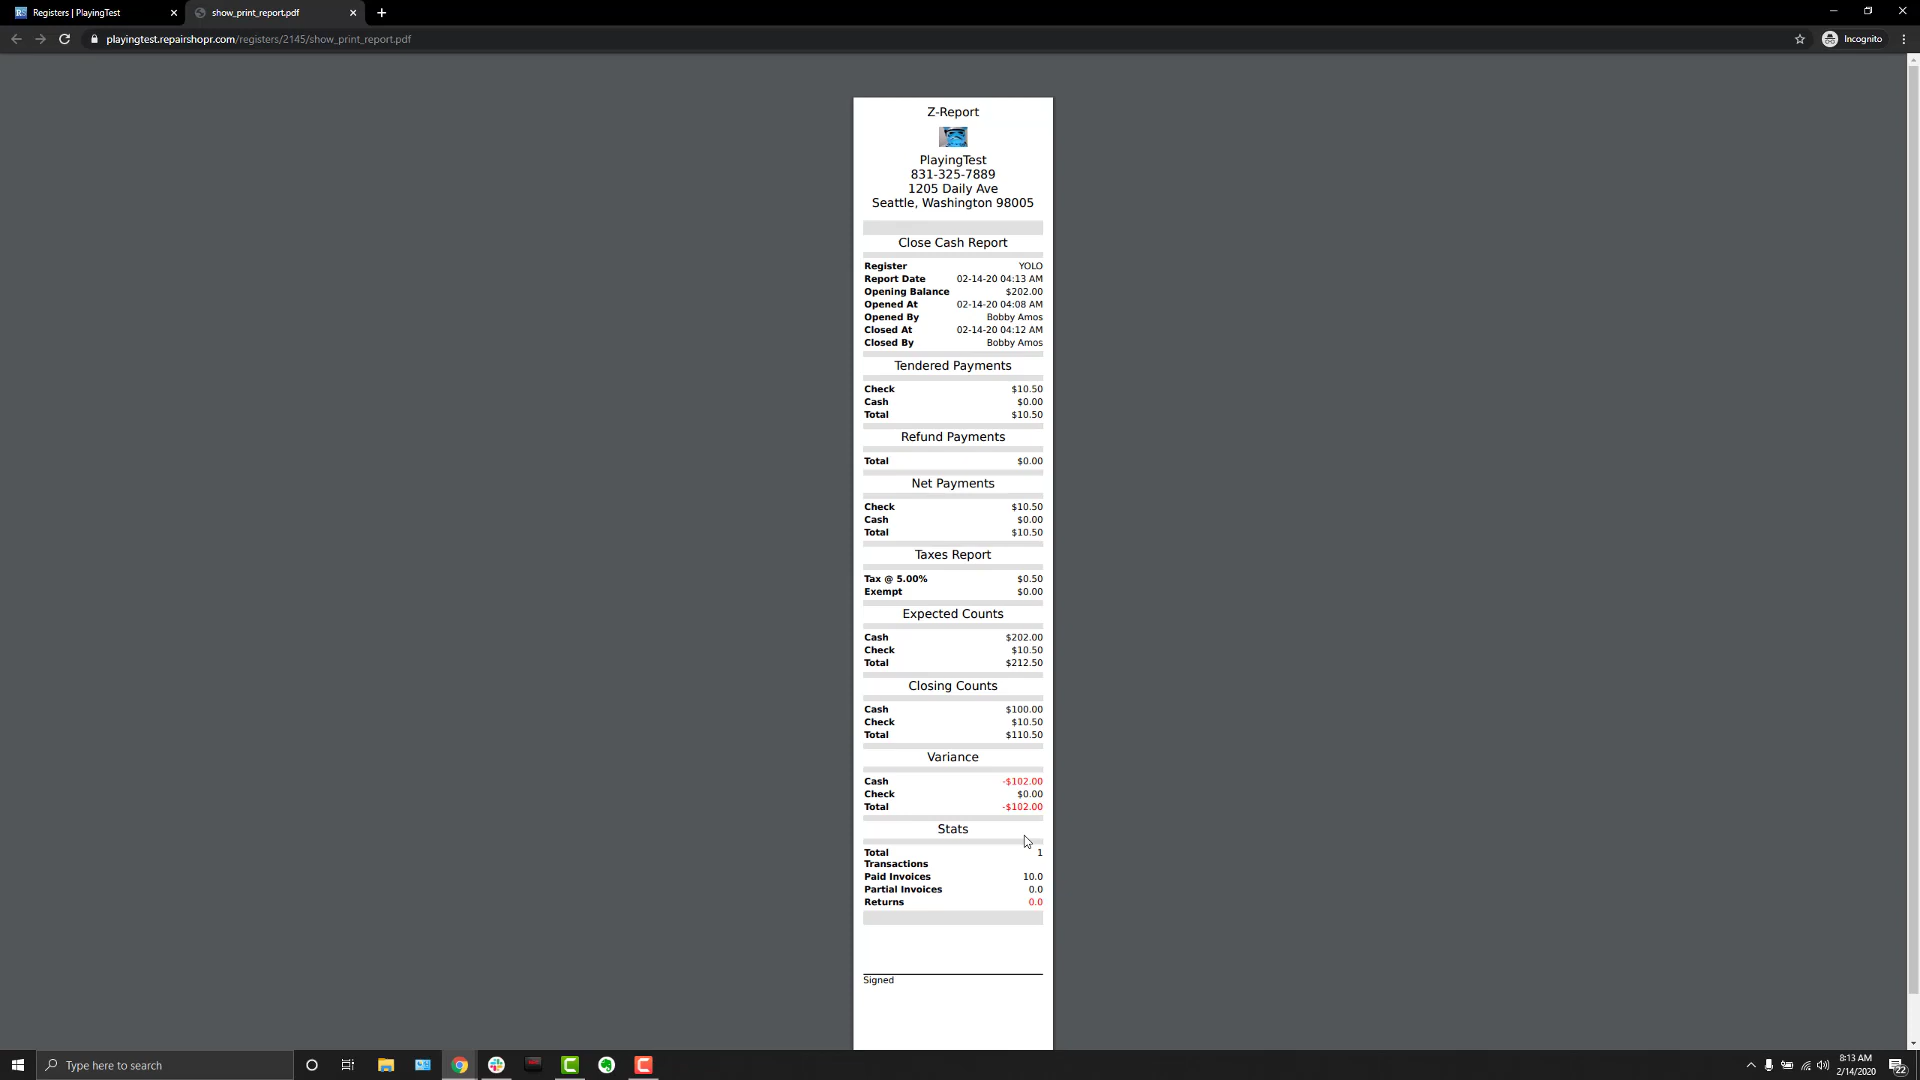 Registers | PlayingTest
show_print_report.pdf
playingtest.repairshopr.com/registers/2145/show_print_report.pdf
Incognito
Z-Report
PlayingTest
831-325-7889
1205 Daily Ave
Seattle, Washington 98005
Close Cash Report
Register YOLO
Report Date 02-14-20 04:13 AM
Opening Balance $202.00
Opened At 02-14-20 04:08 AM
Opened By Bobby Amos
Closed At 02-14-20 04:12 AM
Closed By Bobby Amos
Tendered Payments
Check $10.50
Cash $0.00
Total $10.50
Refund Payments
Total $0.00
Net Payments
Check $10.50
Cash $0.00
Total $10.50
Taxes Report
Tax @ 5.00% $0.50
Exempt $0.00
Expected Counts
Cash $202.00
Check $10.50
Total $212.50
Closing Counts
Cash $100.00
Check $10.50
Total $110.50
Variance
Cash -$102.00
Check $0.00
Total -$102.00
Stats
Total 1
Transactions
Paid Invoices 10.0
Partial Invoices 0.0
Returns 0.0
Signed
Type here to search
8:13 AM
2/14/2020
22